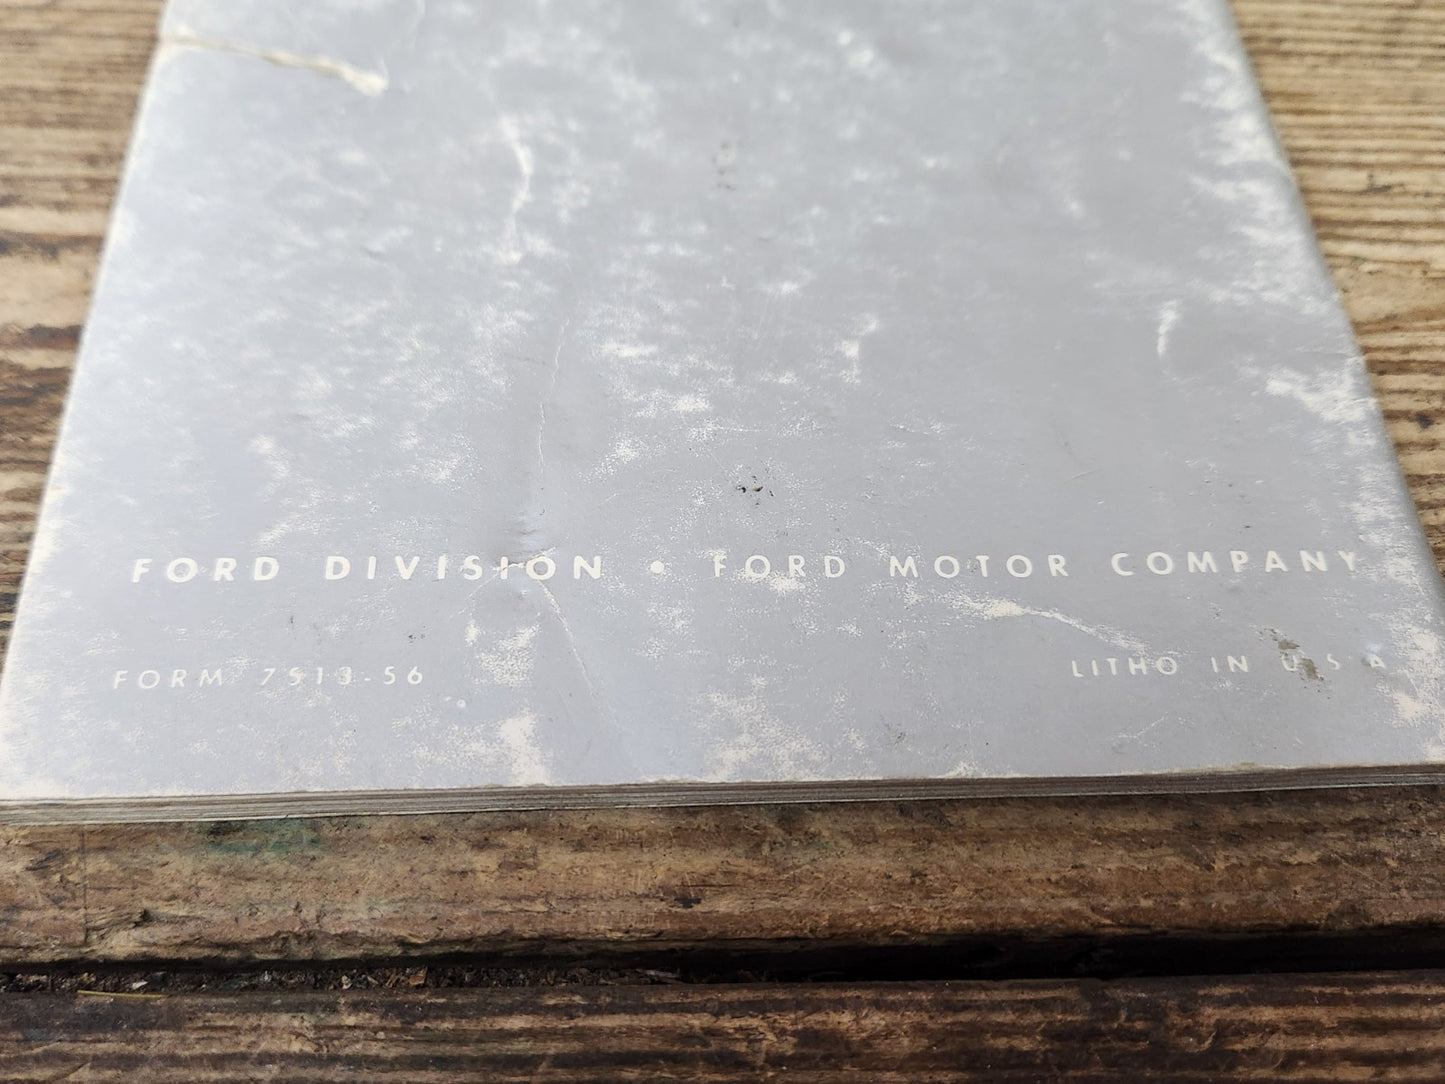 FORD DIVISION • FORD MOTOR COMPANY
FORM 7513-56 LITHO IN U S A